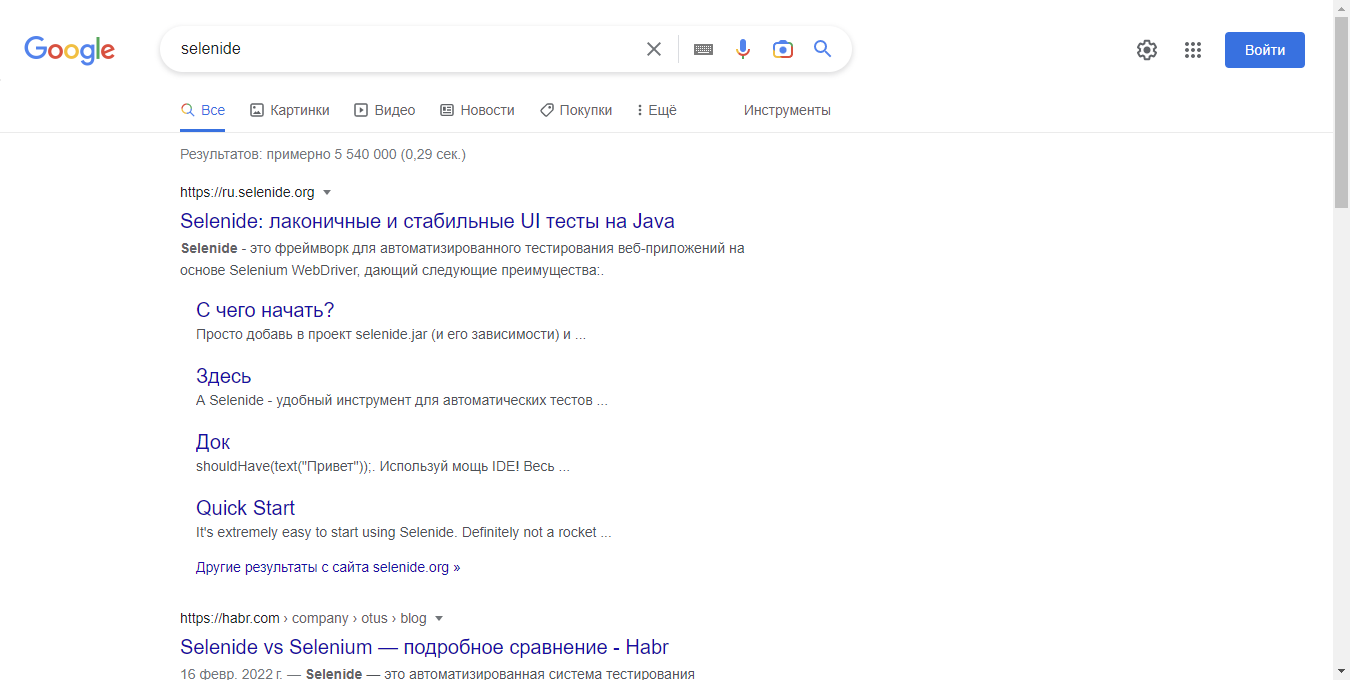 Google
selenide
Войти
Все Картинки Видео Новости Покупки Ещё Инструменты
Результатов: примерно 5 540 000 (0,29 сек.)
https://ru.selenide.org
Selenide: лаконичные и стабильные UI тесты на Java
Selenide - это фреймворк для автоматизированного тестирования веб-приложений на
основе Selenium WebDriver, дающий следующие преимущества:.
С чего начать?
Просто добавь в проект selenide.jar (и его зависимости) и ...
Здесь
А Selenide - удобный инструмент для автоматических тестов ...
Док
shouldHave(text("Привет"));. Используй мощь IDE! Весь ...
Quick Start
It's extremely easy to start using Selenide. Definitely not a rocket ...
Другие результаты с сайта selenide.org »
https://habr.com › company › otus › blog
Selenide vs Selenium — подробное сравнение - Habr
16 февр. 2022 г. — Selenide — это автоматизированная система тестирования